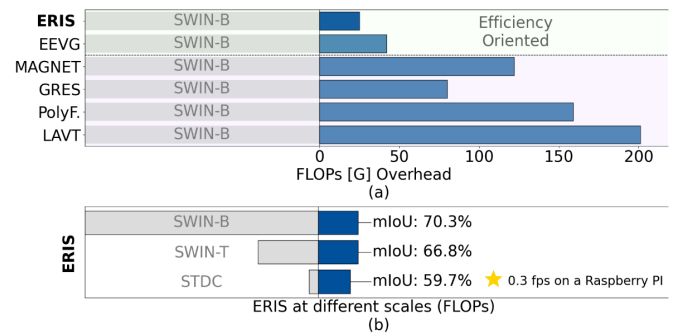 ERIS SWIN-B Efficiency
EEVG SWIN-B Oriented
MAGNET SWIN-B
GRES SWIN-B
PolyF. SWIN-B
LAVT SWIN-B
0 50 100 150 200
FLOPs [G] Overhead
(a)
ERIS
SWIN-B mIoU: 70.3%
SWIN-T mIoU: 66.8%
STDC mIoU: 59.7% 0.3 fps on a Raspberry PI
ERIS at different scales (FLOPs)
(b)